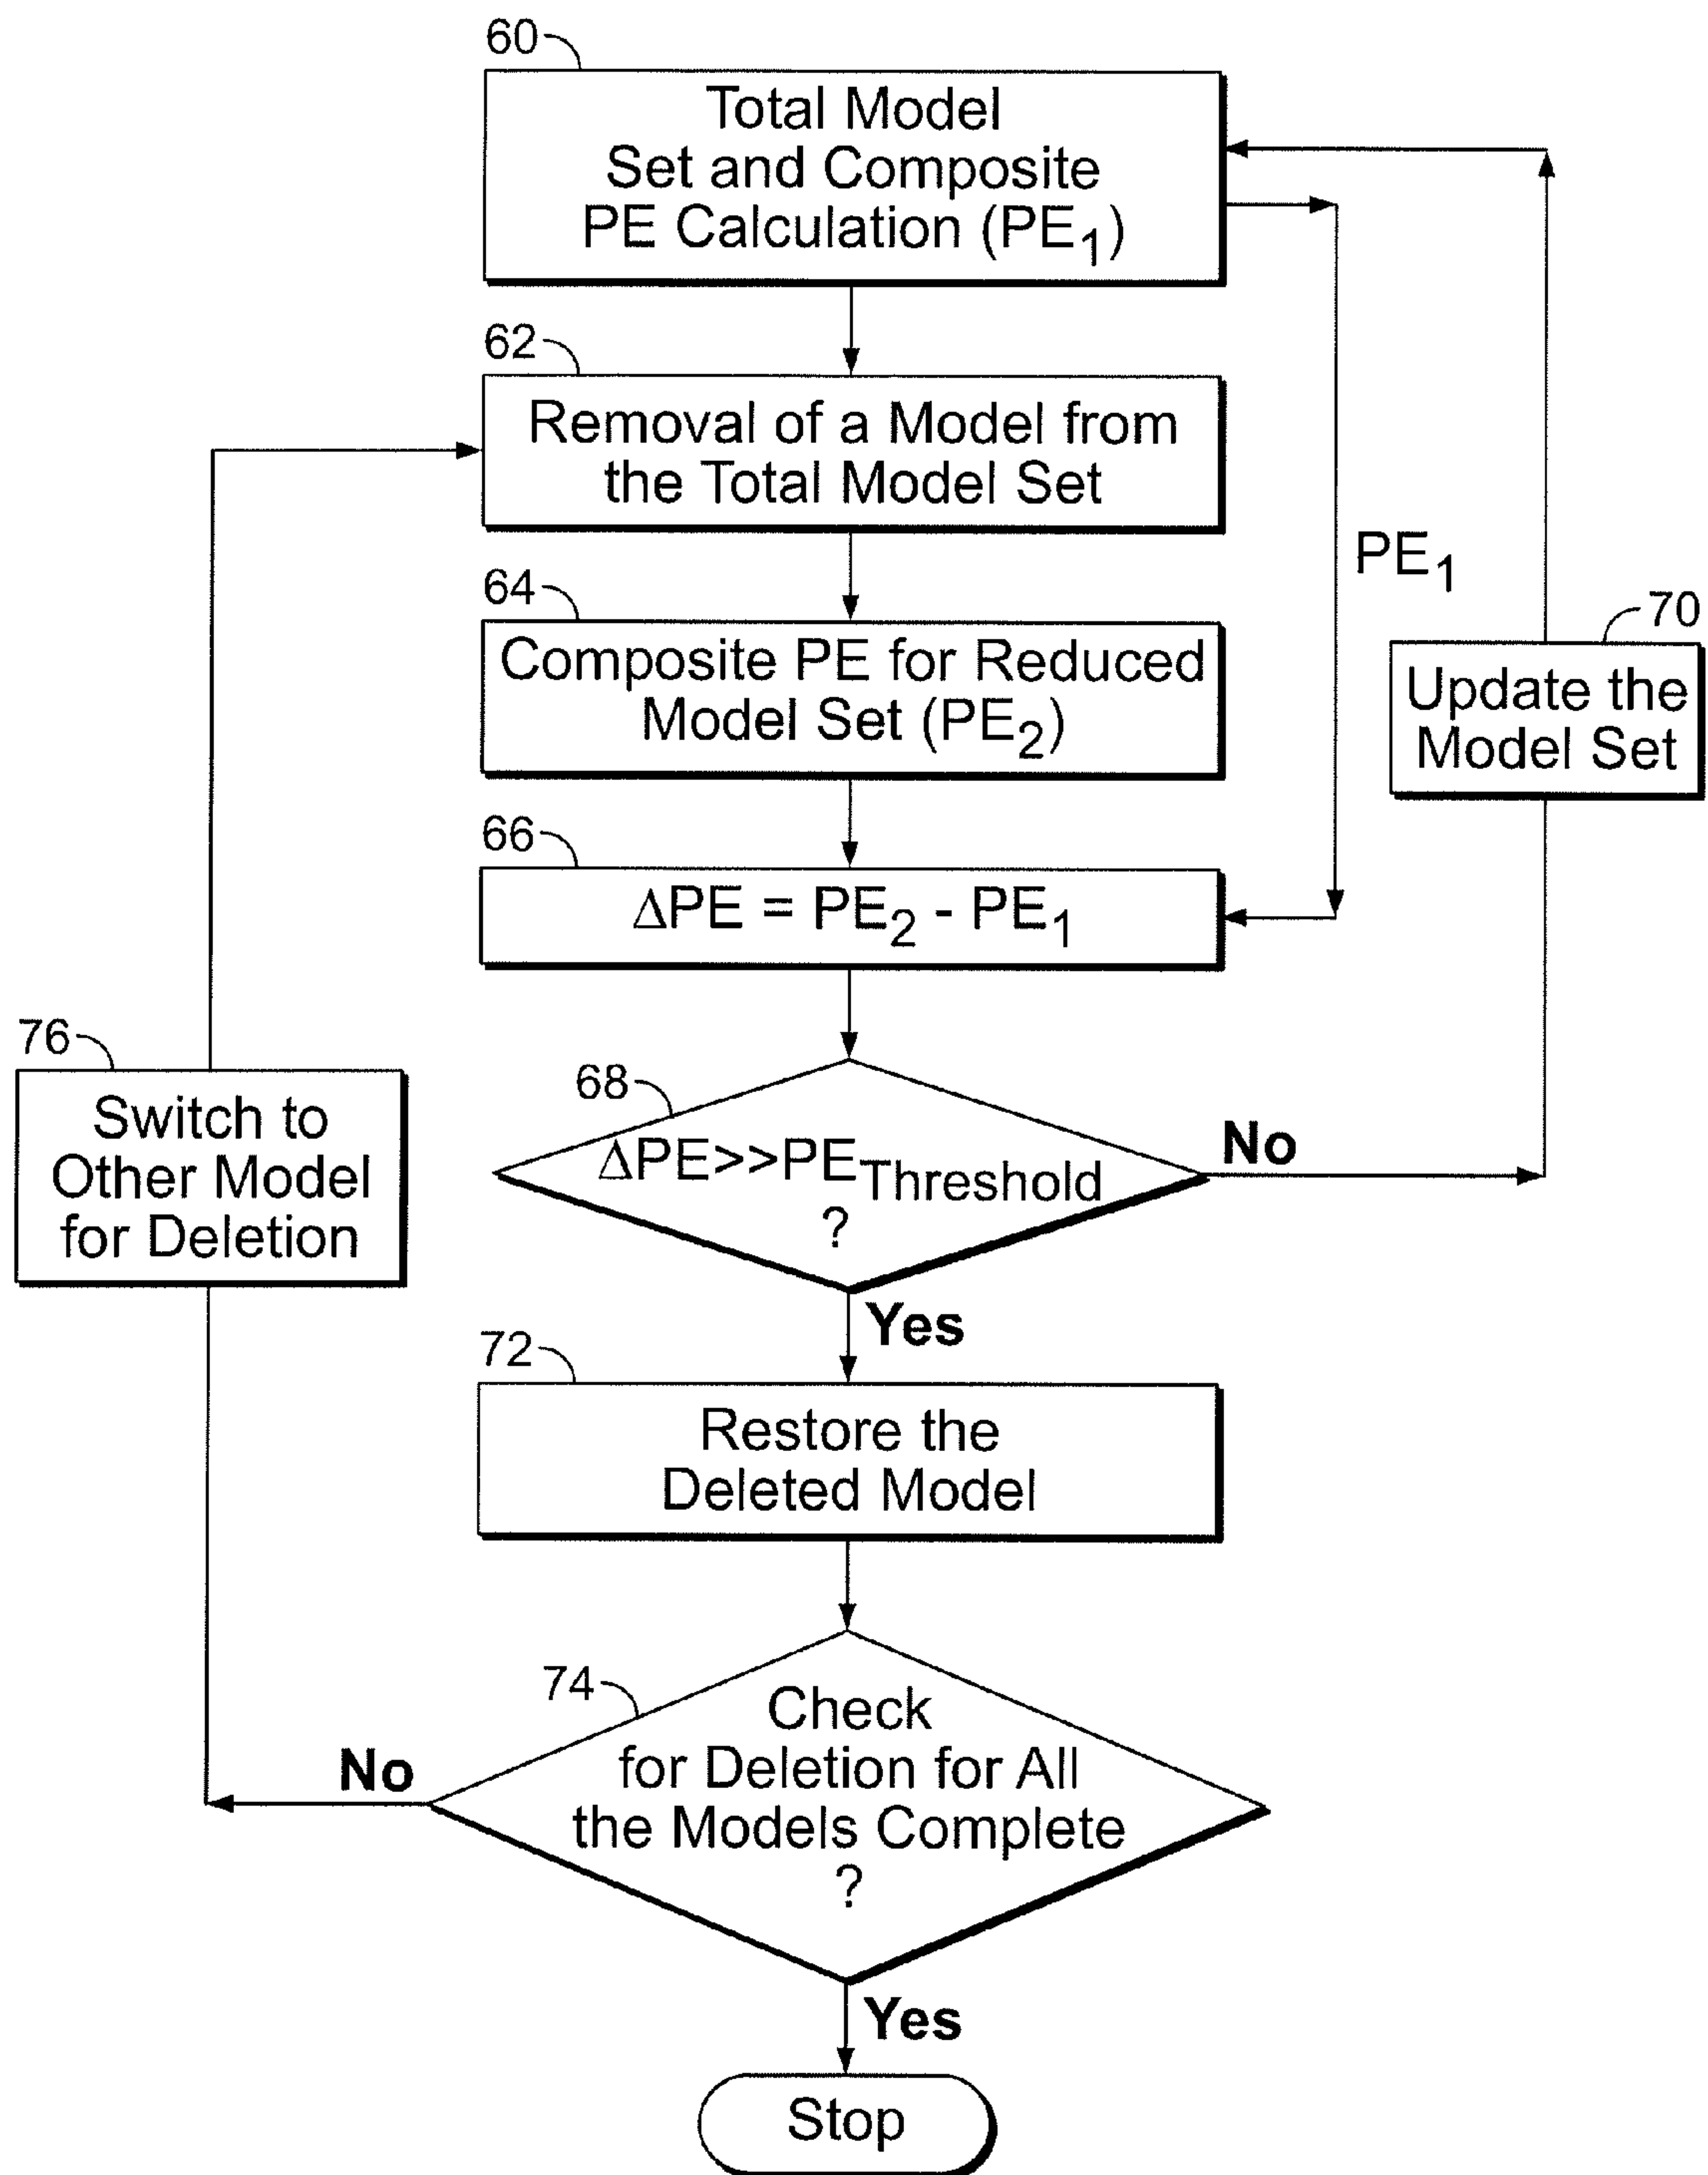 60
Total Model
Set and Composite
PE Calculation (PE1)
62
Removal of a Model from
the Total Model Set
PE1
64
Composite PE for Reduced
Model Set (PE2)
70
Update the
Model Set
66
ΔPE = PE2 - PE1
76
Switch to
Other Model
for Deletion
68
ΔPE>>PEThreshold
?
No
Yes
72
Restore the
Deleted Model
74
Check
for Deletion for All
the Models Complete
?
No
Yes
Stop